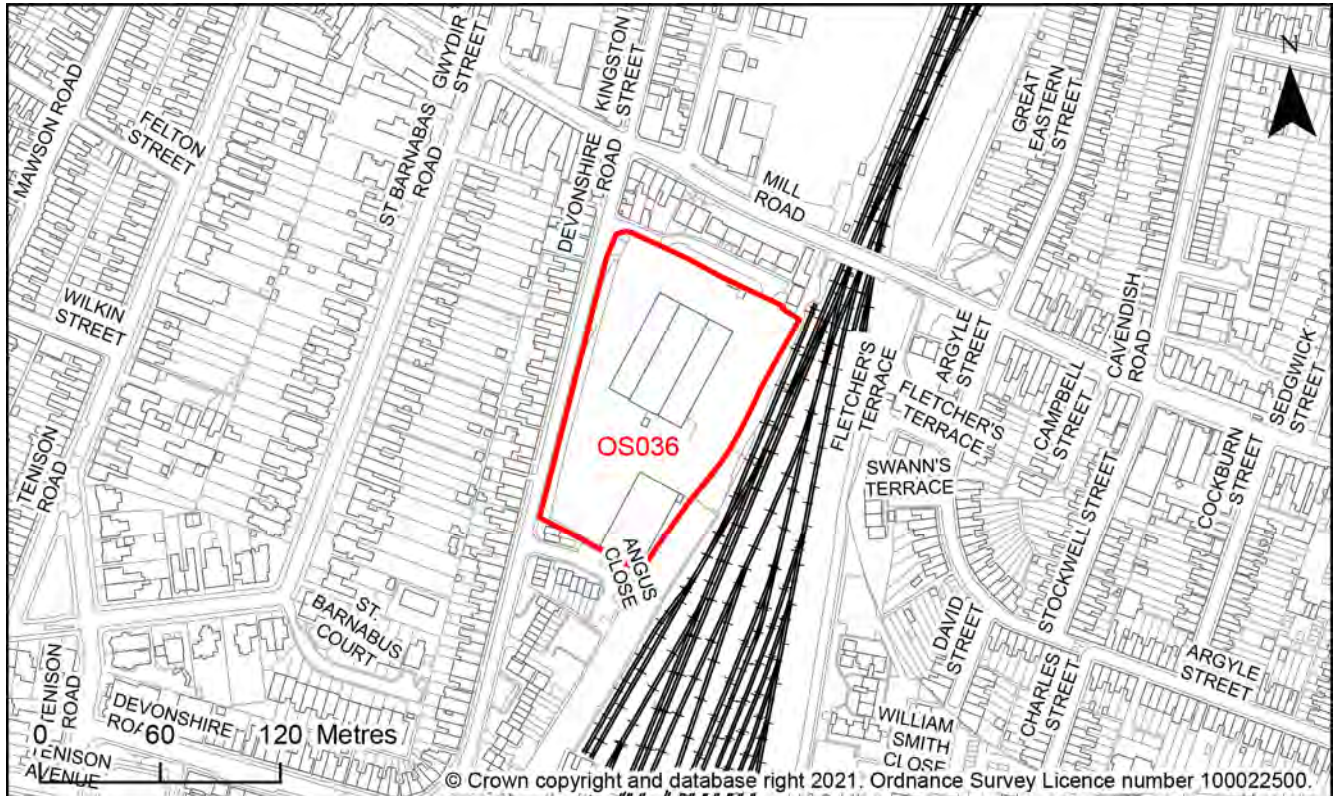 MAWSON ROAD
FELTON
STREET
ST BARNABAS
ROAD
GWYDIR
STREET
KINGSTON
STREET
DEVONSHIRE
ROAD
MILL
ROAD
GREAT
EASTERN
STREET
N
WILKIN
STREET
TENISON
ROAD
OS036
FLETCHER'S
TERRACE
ARGYLE
STREET
FLETCHER'S
TERRACE
CAMPBELL
STREET
CAVENDISH
ROAD
SEDGWICK
STREET
SWANN'S
TERRACE
STOCKWELL STREET
COCKBURN
STREET
ANGUS
CLOSE
ST.
BARNABUS
COURT
DAVID
STREET
CHARLES
STREET
ARGYLE
STREET
WILLIAM
SMITH
CLOSE
TENISON
ROAD
DEVONSHIRE
ROAD
TENISON
AVENUE
0 60 120 Metres
© Crown copyright and database right 2021. Ordnance Survey Licence number 100022500.